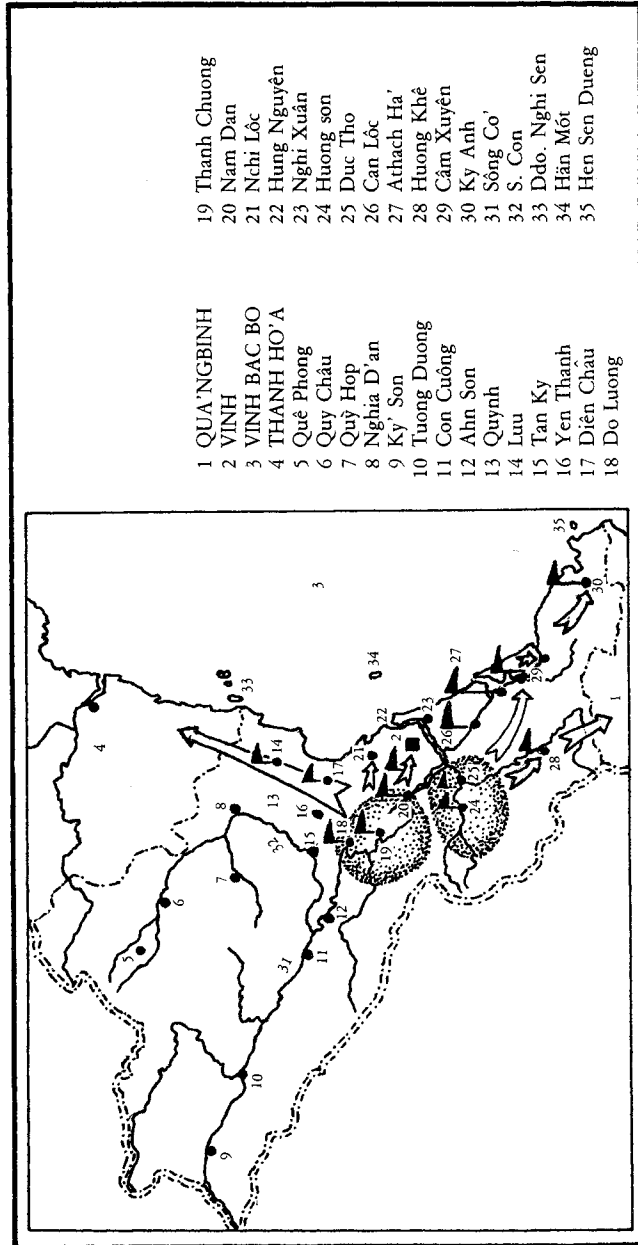 1 QUA'NGBINH
2 VINH
3 VINH BAC BO
4 THANH HO'A
5 Quê Phong
6 Quy Châu
7 Quỳ Hop
8 Nghia D'an
9 Ky' Son
10 Tuong Duong
11 Con Cuông
12 Ahn Son
13 Quynh
14 Luu
15 Tan Ky
16 Yen Thanh
17 Diên Châu
18 Do Luong
19 Thanh Chuong
20 Nam Dan
21 Nchi Lôc
22 Hung Nguyên
23 Nghi Xuân
24 Huong son
25 Duc Tho
26 Can Lôc
27 Athach Ha'
28 Huong Khê
29 Câm Xuyên
30 Ky Anh
31 Sông Co'
32 S. Con
33 Ddo. Nghi Sen
34 Hăn Mót
35 Hen Sen Dueng
4
5
6
33
8
7
9
10
14
13
32
3
16
17
15
11
31
12
34
21
18
22
2
19
20
23
27
26
25
24
29
28
35
30
1